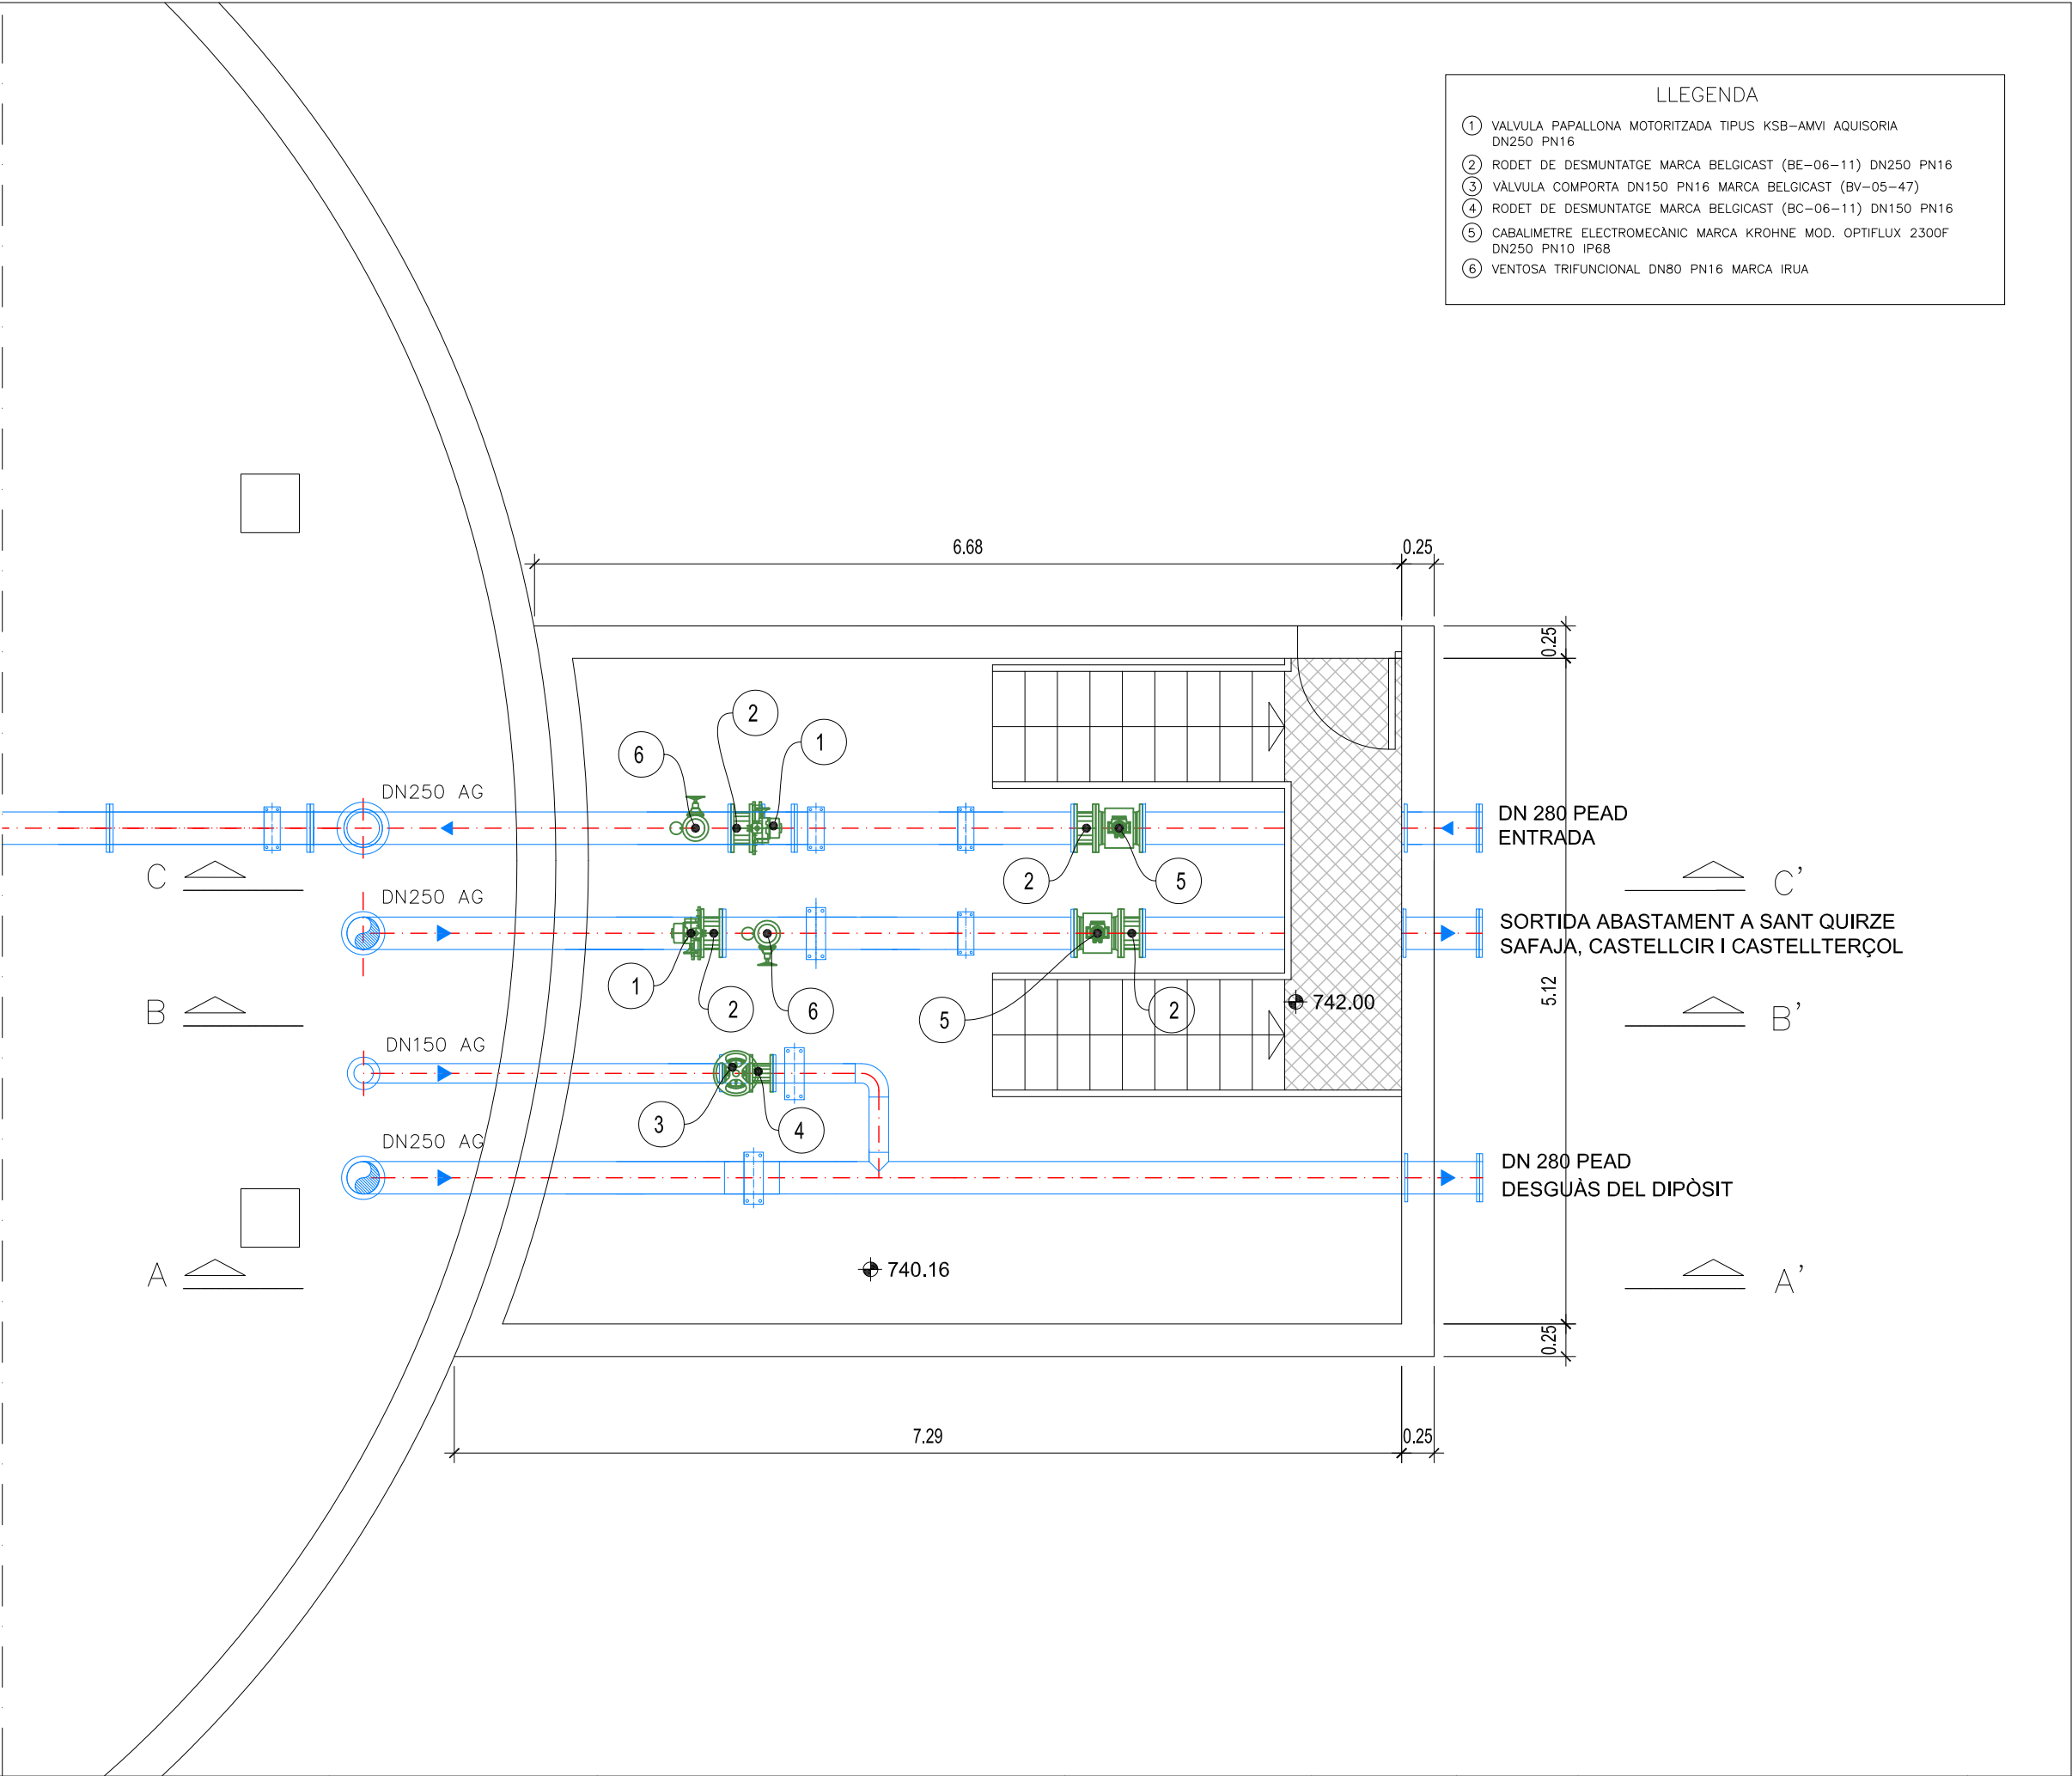 LLEGENDA
1 VALVULA PAPALLONA MOTORITZADA TIPUS KSB-AMVI AQUISORIA
DN250 PN16
2 RODET DE DESMUNTATGE MARCA BELGICAST (BE-06-11) DN250 PN16
3 VÀLVULA COMPORTA DN150 PN16 MARCA BELGICAST (BV-05-47)
4 RODET DE DESMUNTATGE MARCA BELGICAST (BC-06-11) DN150 PN16
5 CABALIMETRE ELECTROMECÀNIC MARCA KROHNE MOD. OPTIFLUX 2300F
DN250 PN10 IP68
6 VENTOSA TRIFUNCIONAL DN80 PN16 MARCA IRUA
6.68
0.25
0.25
2
1
6
DN250 AG
DN 280 PEAD
ENTRADA
C
2
5
C'
DN250 AG
SORTIDA ABASTAMENT A SANT QUIRZE
SAFAJA, CASTELLCIR I CASTELLTERÇOL
1
2
6
5
2
742.00
5.12
B
B'
DN150 AG
3
4
DN250 AG
DN 280 PEAD
DESGUÀS DEL DIPÒSIT
740.16
A
A'
0.25
7.29
0.25